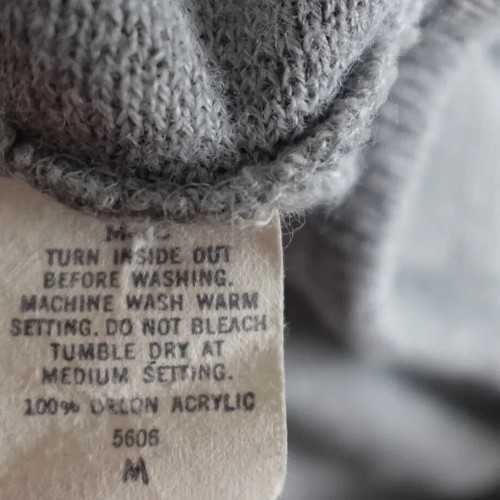 TURN INSIDE OUT
BEFORE WASHING.
MACHINE WASH WARM
SETTING. DO NOT BLEACH
TUMBLE DRY AT
MEDIUM SETTING.
100% ORLON ACRYLIC
5606
M